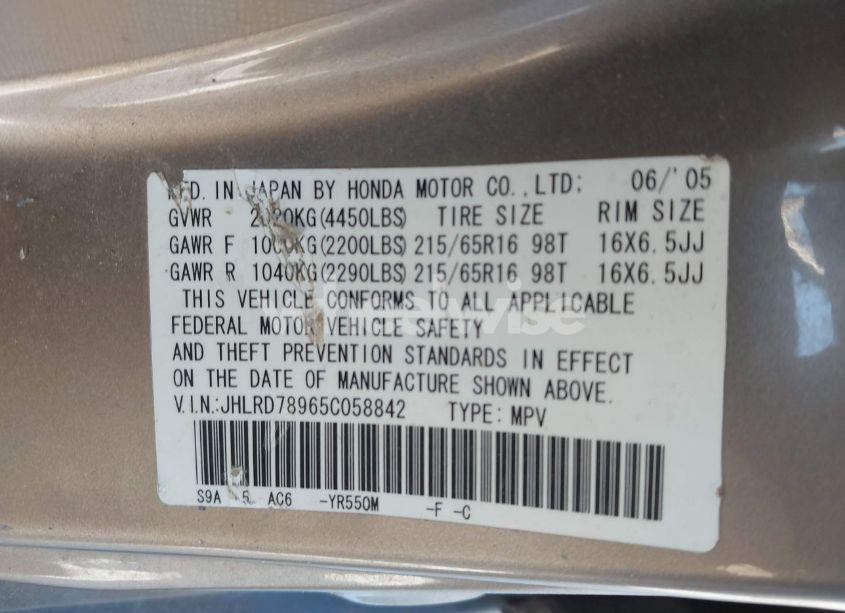 MFD. IN JAPAN BY HONDA MOTOR CO.,LTD: 06/'05
GVWR 2020KG(4450LBS) TIRE SIZE RIM SIZE
GAWR F 1000KG(2200LBS) 215/65R16 98T 16X6.5JJ
GAWR R 1040KG(2290LBS) 215/65R16 98T 16X6.5JJ
THIS VEHICLE CONFORMS TO ALL APPLICABLE
FEDERAL MOTOR VEHICLE SAFETY
AND THEFT PREVENTION STANDARDS IN EFFECT
ON THE DATE OF MANUFACTURE SHOWN ABOVE.
V.I.N.:JHLRD78965C058842 TYPE: MPV
S9A 5 AC6 -YR550M -F -C